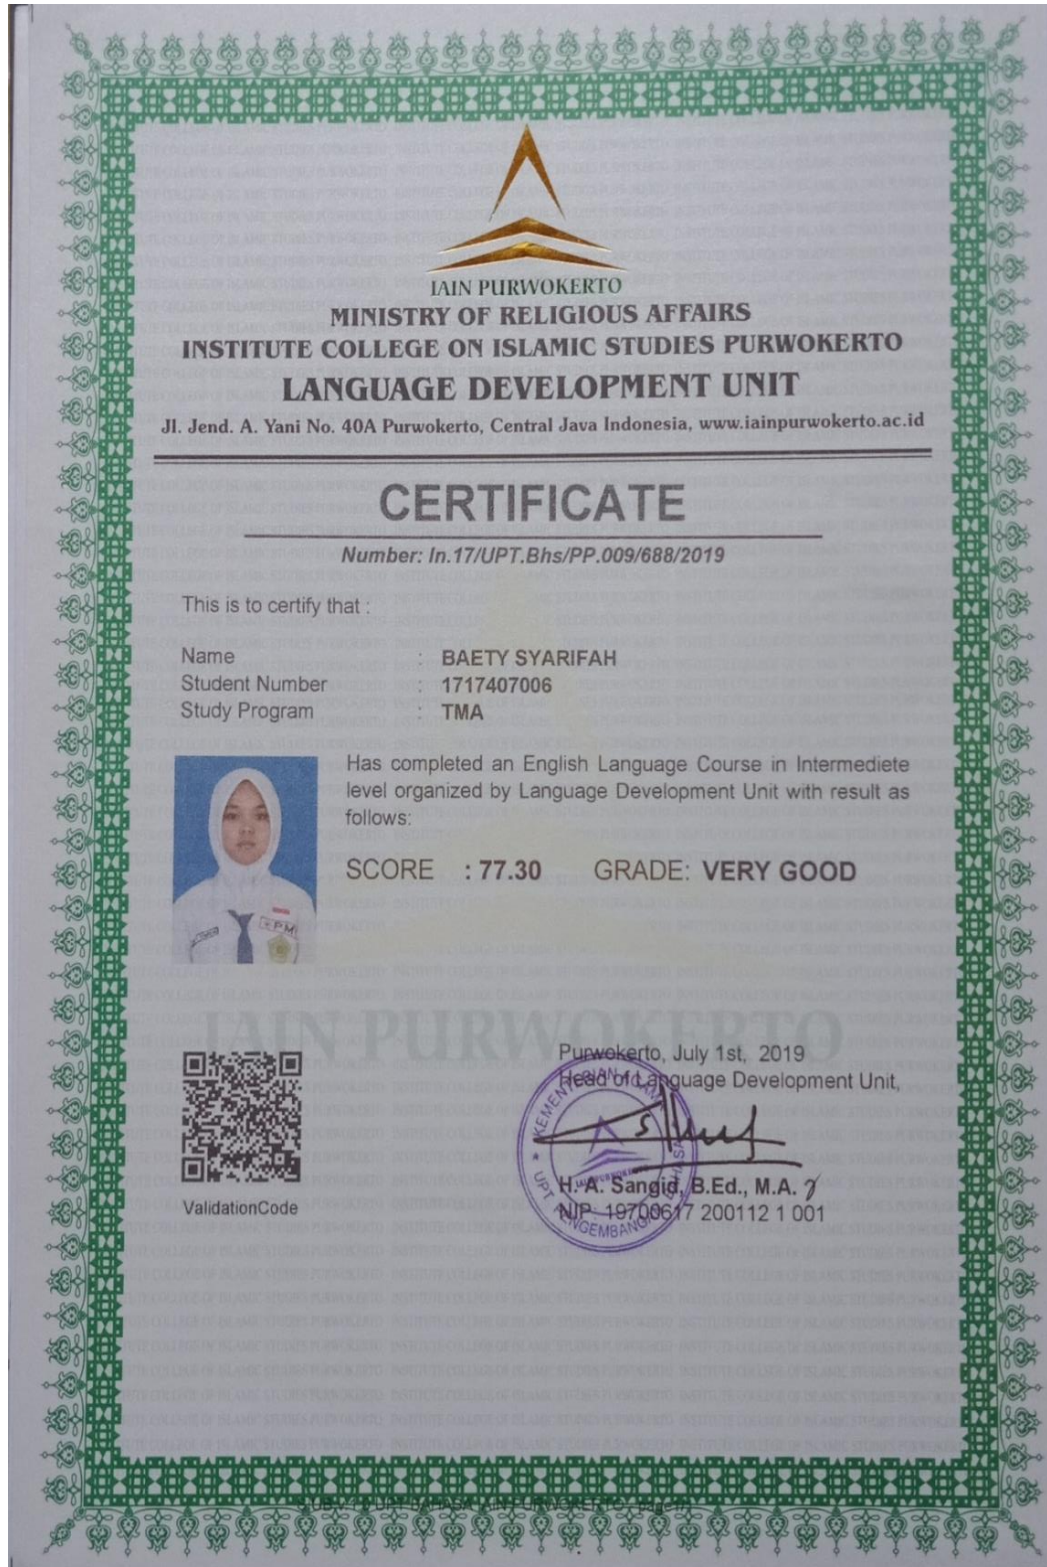 IAIN PURWOKERTO
MINISTRY OF RELIGIOUS AFFAIRS
INSTITUTE COLLEGE ON ISLAMIC STUDIES PURWOKERTO
LANGUAGE DEVELOPMENT UNIT
Jl. Jend. A. Yani No. 40A Purwokerto, Central Java Indonesia, www.iainpurwokerto.ac.id
CERTIFICATE
Number: In.17/UPT.Bhs/PP.009/688/2019
This is to certify that :
Name : BAETY SYARIFAH
Student Number : 1717407006
Study Program : TMA
Has completed an English Language Course in Intermediete
level organized by Language Development Unit with result as
follows:
SCORE : 77.30 GRADE: VERY GOOD
IAIN PURWOKERTO
Purwokerto, July 1st, 2019
Head of Language Development Unit,
H. A. Sangid, B.Ed., M.A.
NIP: 19700617 200112 1 001
ValidationCode